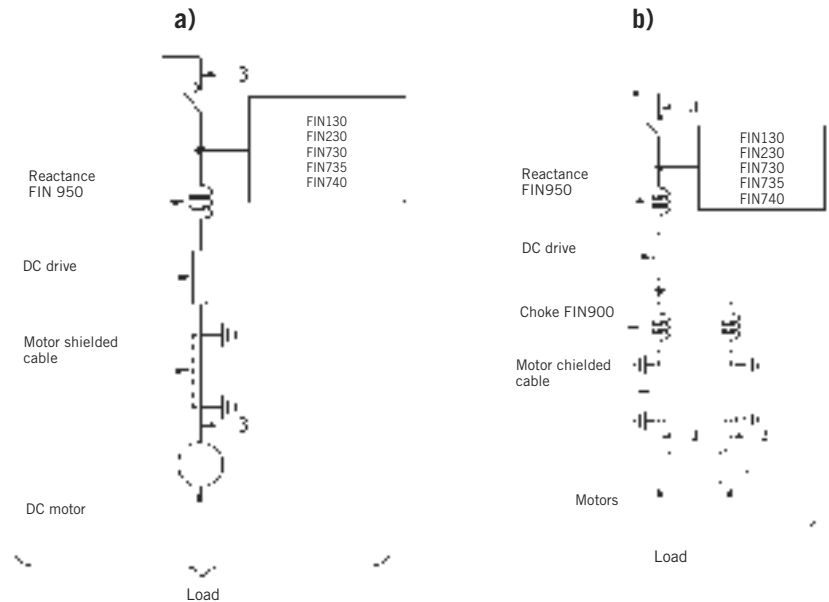 a)
3
FIN130
FIN230
FIN730
FIN735
FIN740
Reactance
FIN 950
DC drive
Motor shielded
cable
3
DC motor
Load
b)
FIN130
FIN230
FIN730
FIN735
FIN740
Reactance
FIN950
DC drive
Choke FIN900
Motor chielded
cable
Motors
Load